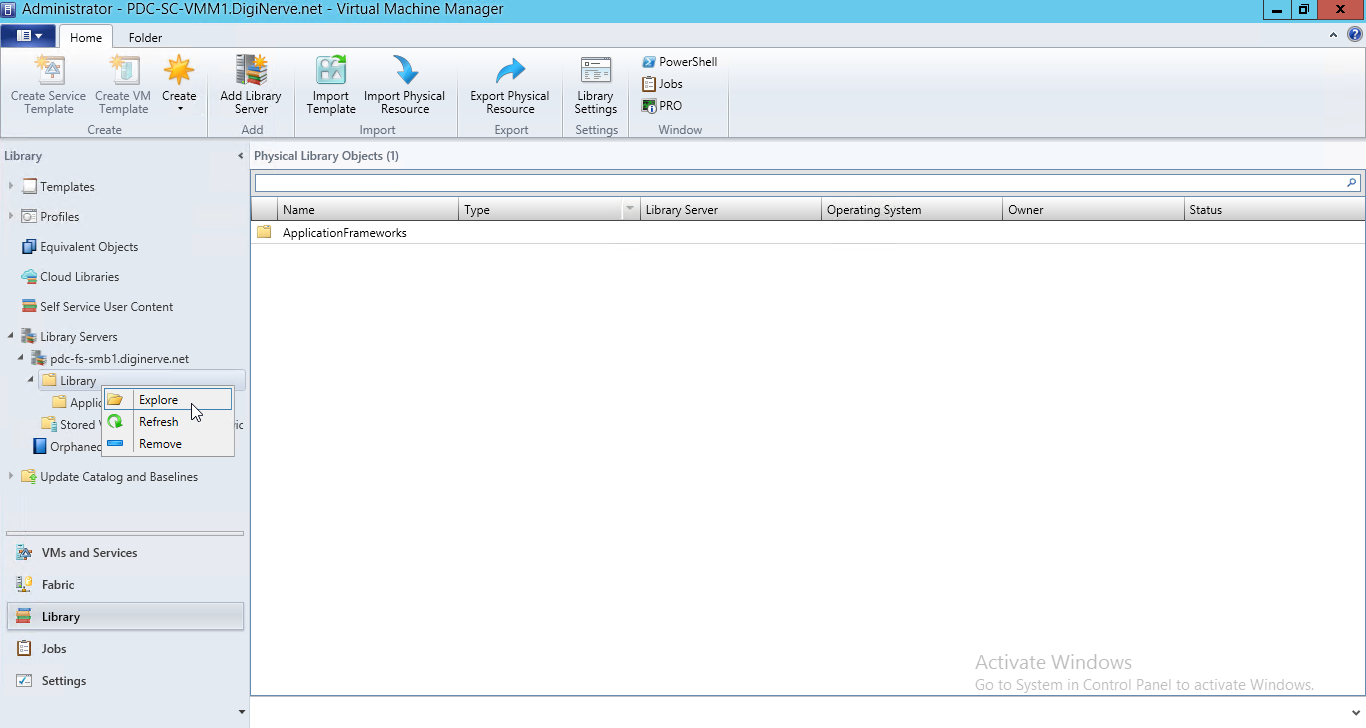 Administrator - PDC-SC-VMM1.DigiNerve.net - Virtual Machine Manager
Home Folder
Create Service Template
Create VM Template
Create
Create
Add Library Server
Add
Import Template
Import Physical Resource
Import
Export Physical Resource
Export
Library Settings
Settings
PowerShell
Jobs
PRO
Window
Library
Templates
Profiles
Equivalent Objects
Cloud Libraries
Self Service User Content
Library Servers
pdc-fs-smb1.diginerve.net
Library
Applic
Stored
Orphaned
Explore
Refresh
Remove
Update Catalog and Baselines
VMs and Services
Fabric
Library
Jobs
Settings
Physical Library Objects (1)
Name Type Library Server Operating System Owner Status
ApplicationFrameworks
Activate Windows
Go to System in Control Panel to activate Windows.